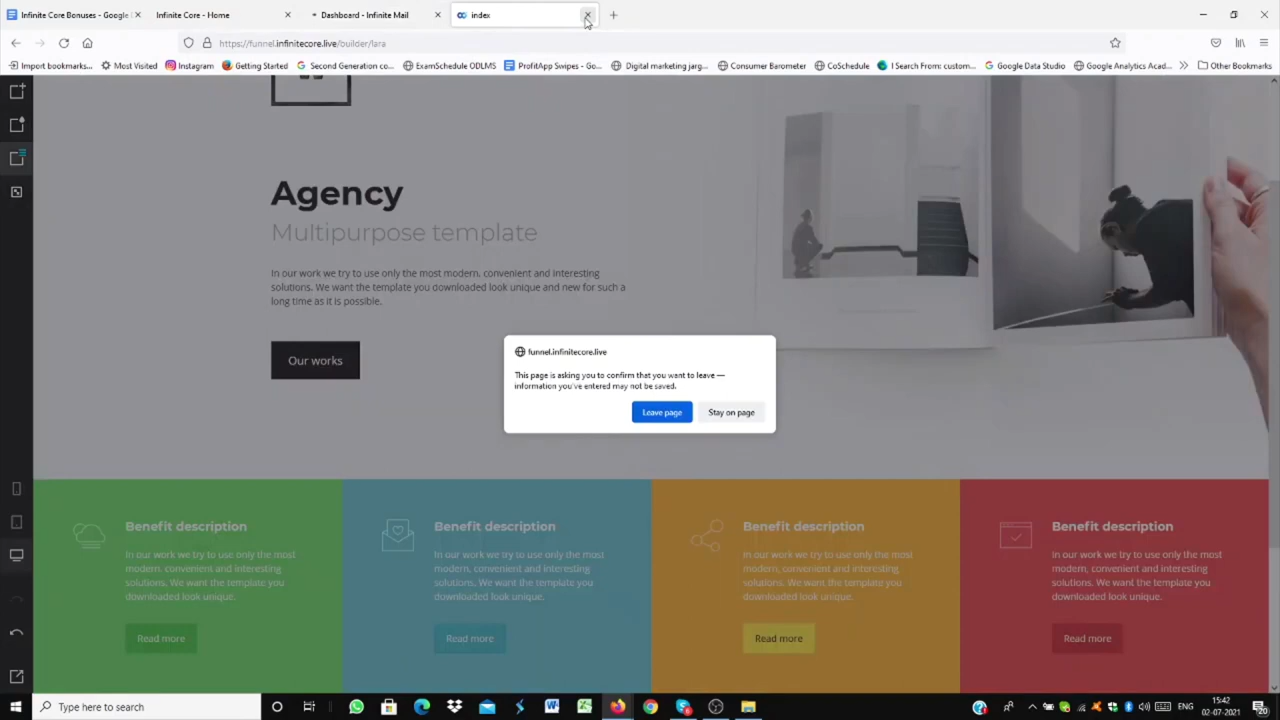 Infinite Core Bonuses - Google
Infinite Core - Home
Dashboard - Infinite Mail
index
https://funnel.infinitecore.live/builder/lara
Import bookmarks...
Most Visited
Instagram
Getting Started
Second Generation co...
ExamSchedule ODLMS
ProfitApp Swipes - Go...
Digital marketing jarg...
Consumer Barometer
CoSchedule
I Search From: custom...
Google Data Studio
Google Analytics Acad...
Other Bookmarks
Agency
Multipurpose template
In our work we try to use only the most modern, convenient and interesting
solutions. We want the template you downloaded look unique and new for such a
long time as it is possible.
Our works
funnel.infinitecore.live
This page is asking you to confirm that you want to leave —
information you've entered may not be saved.
Leave page
Stay on page
Benefit description
In our work we try to use only the most
modern, convenient and interesting
solutions. We want the template you
downloaded look unique.
Read more
Benefit description
In our work we try to use only the most
modern, convenient and interesting
solutions. We want the template you
downloaded look unique.
Read more
Benefit description
In our work we try to use only the most
modern, convenient and interesting
solutions. We want the template you
downloaded look unique.
Read more
Benefit description
In our work we try to use only the most
modern, convenient and interesting
solutions. We want the template you
downloaded look unique.
Read more
Type here to search
ENG
15:42
02-07-2021
20